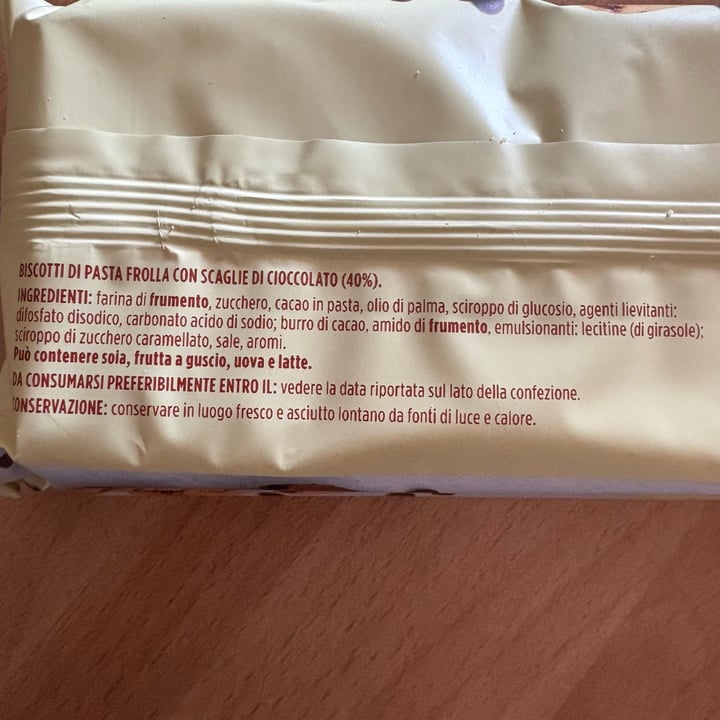 BISCOTTI DI PASTA FROLLA CON SCAGLIE DI CIOCCOLATO (40%).
INGREDIENTI: farina di frumento, zucchero, cacao in pasta, olio di palma, sciroppo di glucosio, agenti lievitanti:
difosfato disodico, carbonato acido di sodio; burro di cacao, amido di frumento, emulsionanti: lecitine (di girasole);
sciroppo di zucchero caramellato, sale, aromi.
Può contenere soia, frutta a guscio, uova e latte.
DA CONSUMARSI PREFERIBILMENTE ENTRO IL: vedere la data riportata sul lato della confezione.
CONSERVAZIONE: conservare in luogo fresco e asciutto lontano da fonti di luce e calore.